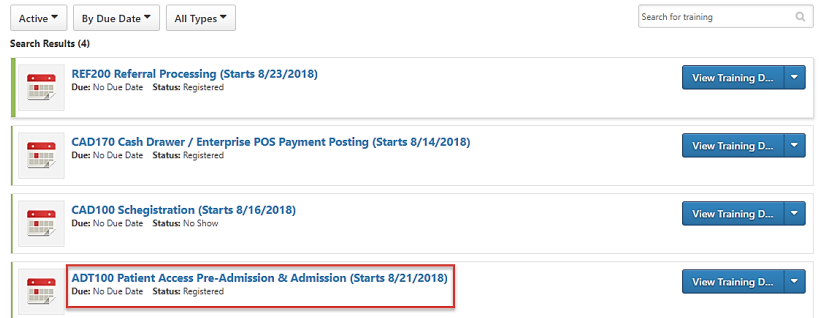 Active By Due Date All Types Search for training
Search Results (4)
REF200 Referral Processing (Starts 8/23/2018) View Training D...
Due: No Due Date Status: Registered
CAD170 Cash Drawer / Enterprise POS Payment Posting (Starts 8/14/2018) View Training D...
Due: No Due Date Status: Registered
CAD100 Schegistration (Starts 8/16/2018) View Training D...
Due: No Due Date Status: No Show
ADT100 Patient Access Pre-Admission & Admission (Starts 8/21/2018) View Training D...
Due: No Due Date Status: Registered